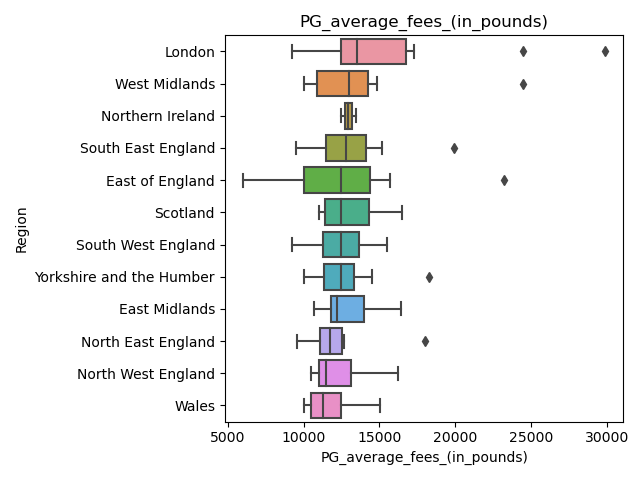 PG_average_fees_(in_pounds)
London
West Midlands
Northern Ireland
South East England
East of England
Scotland
South West England
Yorkshire and the Humber
East Midlands
North East England
North West England
Wales
Region
5000 10000 15000 20000 25000 30000
PG_average_fees_(in_pounds)